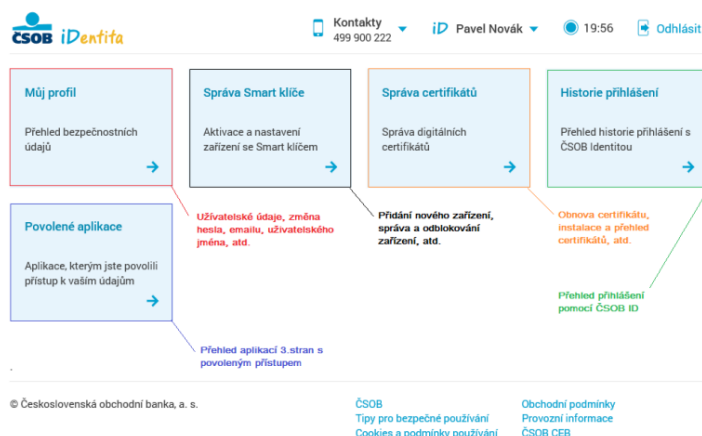 ČSOB iDentita
Kontakty
499 900 222
iD Pavel Novák
19:56
Odhlásit
Můj profil
Přehled bezpečnostních
údajů
Správa Smart klíče
Aktivace a nastavení
zařízení se Smart klíčem
Správa certifikátů
Správa digitálních
certifikátů
Historie přihlášení
Přehled historie přihlášení s
ČSOB Identitou
Uživatelské údaje, změna
hesla, emailu, uživatelského
jména, atd.
Přidání nového zařízení,
správa a odblokování
zařízení, atd.
Obnova certifikátu,
instalace a přehled
certifikátů, atd.
Přehled přihlášení
pomocí ČSOB ID
Povolené aplikace
Aplikace, kterým jste povolili
přístup k vašim údajům
Přehled aplikací 3.stran s
povoleným přístupem
© Československá obchodní banka, a. s.
ČSOB
Tipy pro bezpečné používání
Cookies a podmínky používání
Obchodní podmínky
Provozní informace
ČSOB CEB